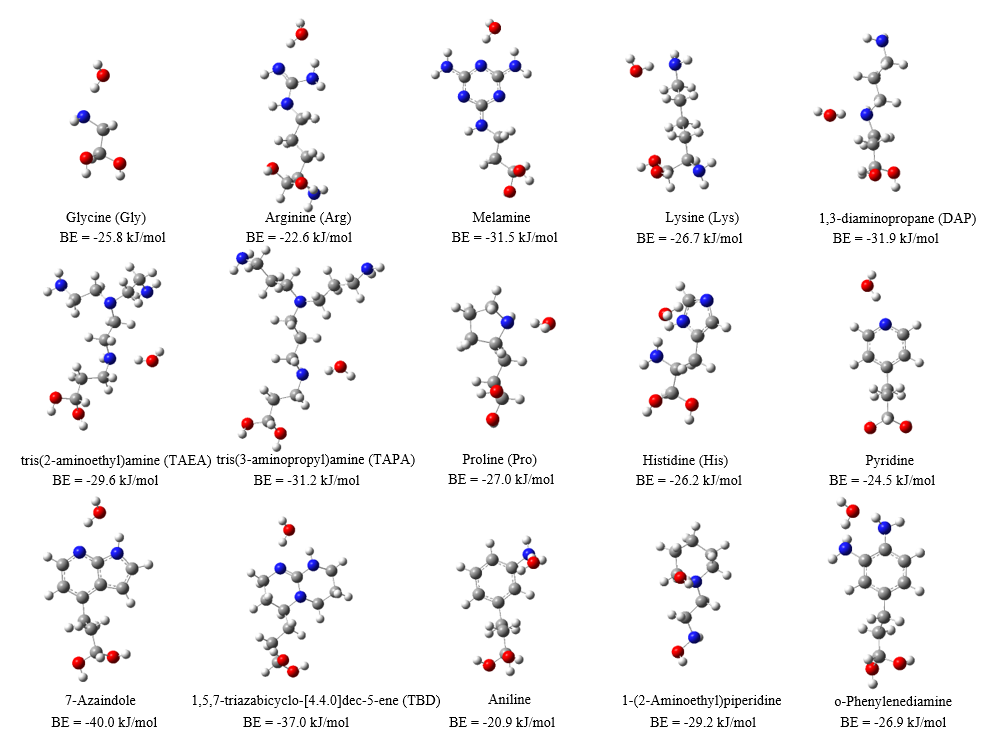 Glycine (Gly)
BE = -25.8 kJ/mol
Arginine (Arg)
BE = -22.6 kJ/mol
Melamine
BE = -31.5 kJ/mol
Lysine (Lys)
BE = -26.7 kJ/mol
1,3-diaminopropane (DAP)
BE = -31.9 kJ/mol
tris(2-aminoethyl)amine (TAEA)
BE = -29.6 kJ/mol
tris(3-aminopropyl)amine (TAPA)
BE = -31.2 kJ/mol
Proline (Pro)
BE = -27.0 kJ/mol
Histidine (His)
BE = -26.2 kJ/mol
Pyridine
BE = -24.5 kJ/mol
7-Azaindole
BE = -40.0 kJ/mol
1,5,7-triazabicyclo-[4.4.0]dec-5-ene (TBD)
BE = -37.0 kJ/mol
Aniline
BE = -20.9 kJ/mol
1-(2-Aminoethyl)piperidine
BE = -29.2 kJ/mol
o-Phenylenediamine
BE = -26.9 kJ/mol